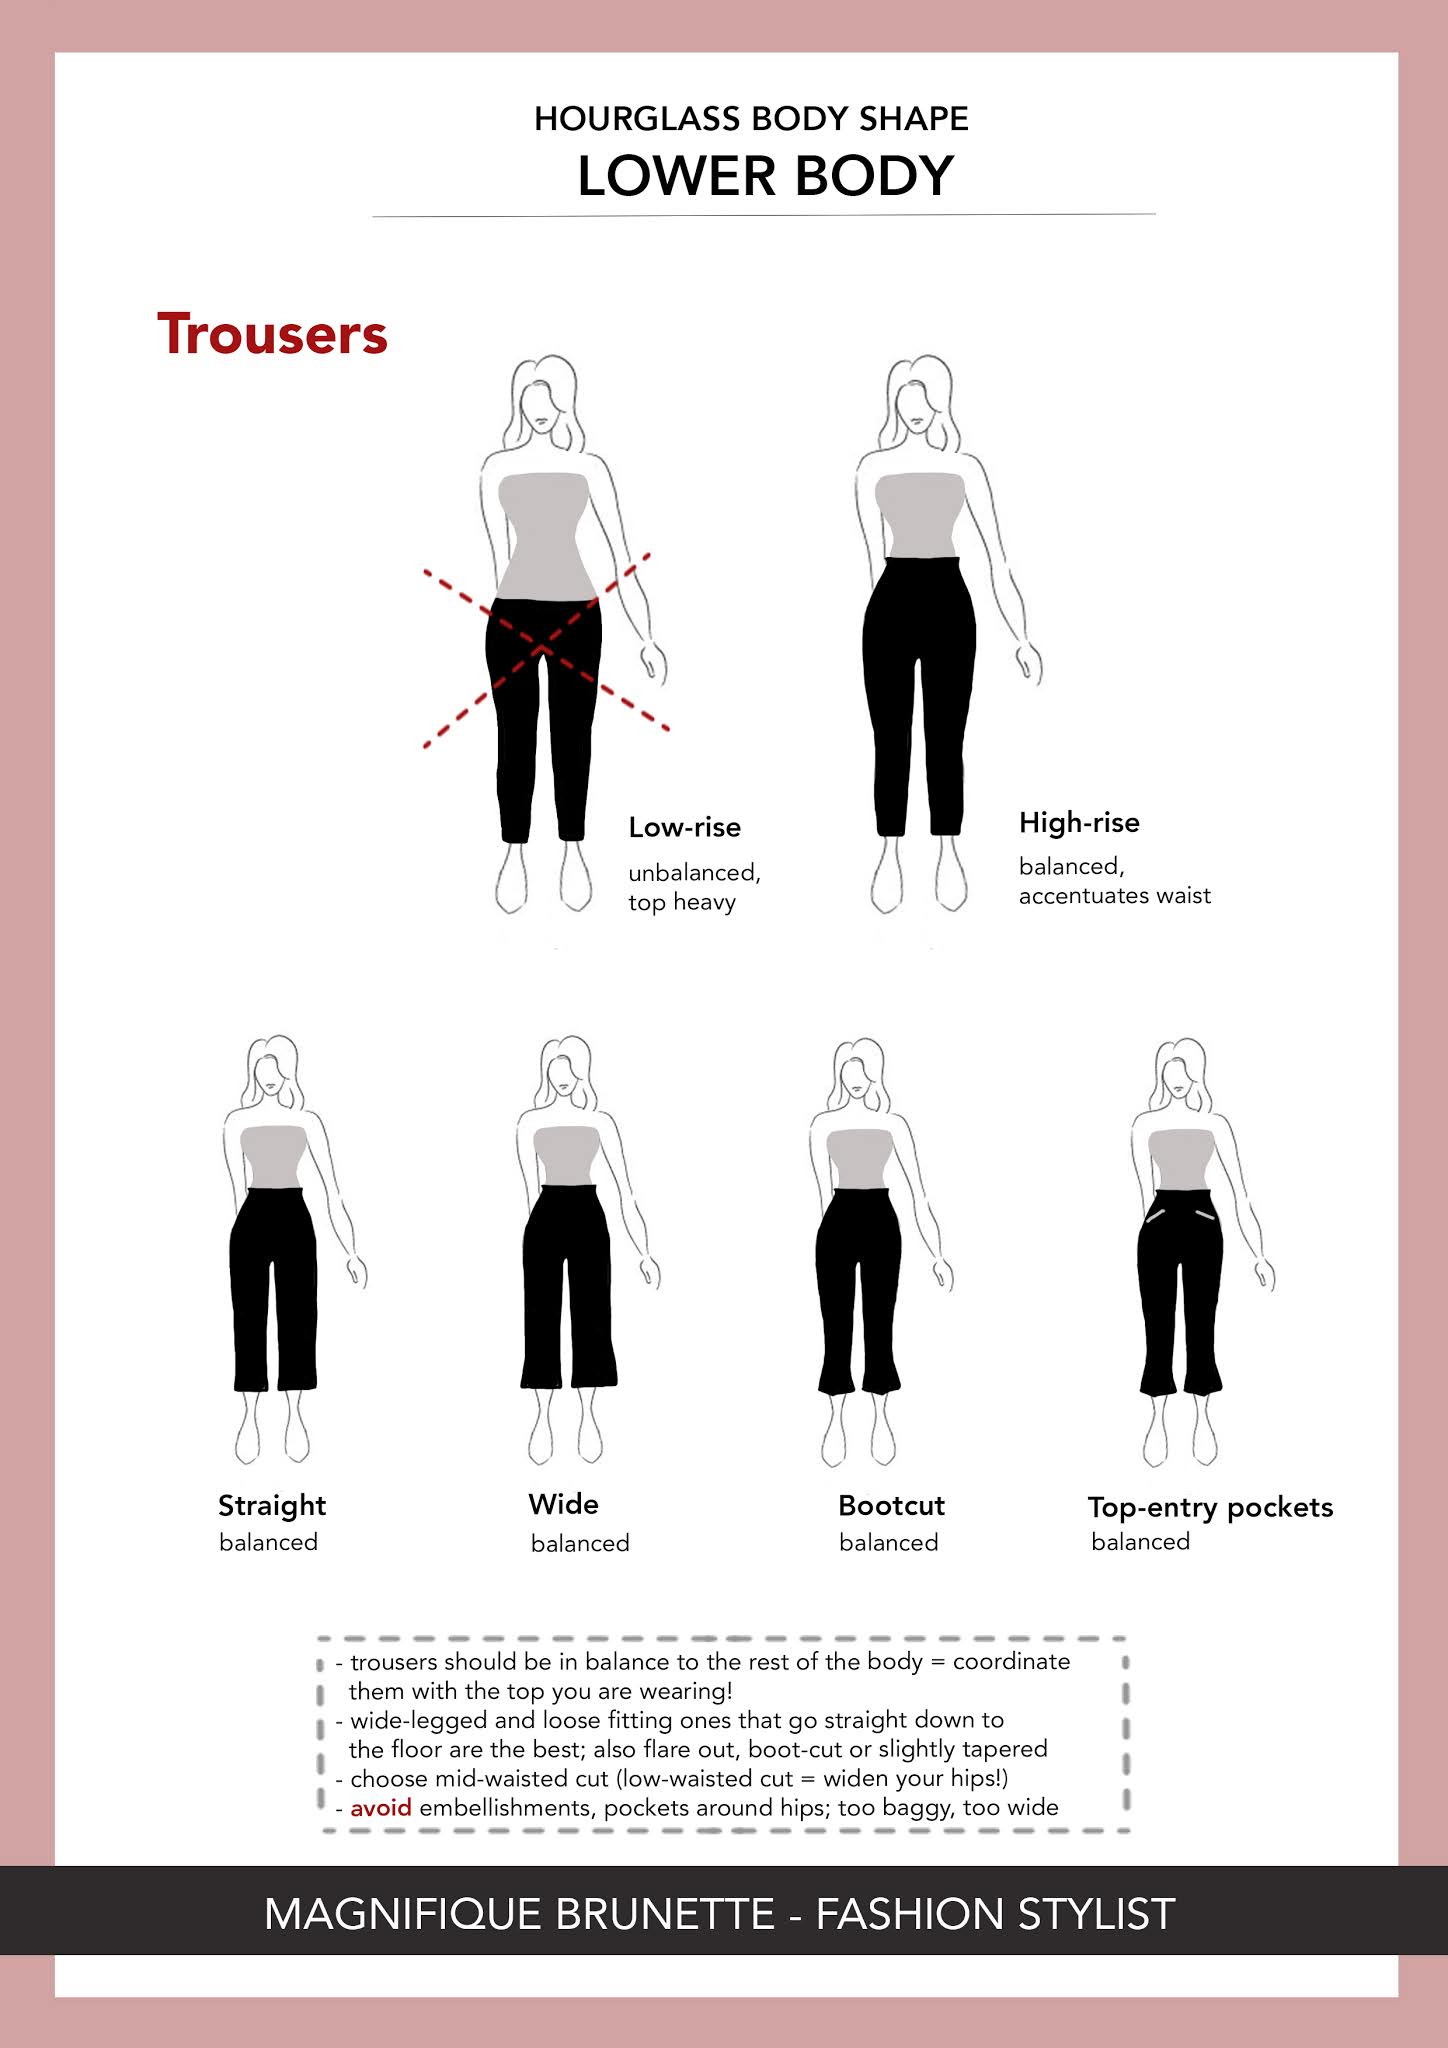 HOURGLASS BODY SHAPE
LOWER BODY
Trousers
Low-rise
unbalanced,
top heavy
High-rise
balanced,
accentuates waist
Straight
balanced
Wide
balanced
Bootcut
balanced
Top-entry pockets
balanced
- trousers should be in balance to the rest of the body = coordinate
them with the top you are wearing!
- wide-legged and loose fitting ones that go straight down to
the floor are the best; also flare out, boot-cut or slightly tapered
- choose mid-waisted cut (low-waisted cut = widen your hips!)
- avoid embellishments, pockets around hips; too baggy, too wide
MAGNIFIQUE BRUNETTE - FASHION STYLIST